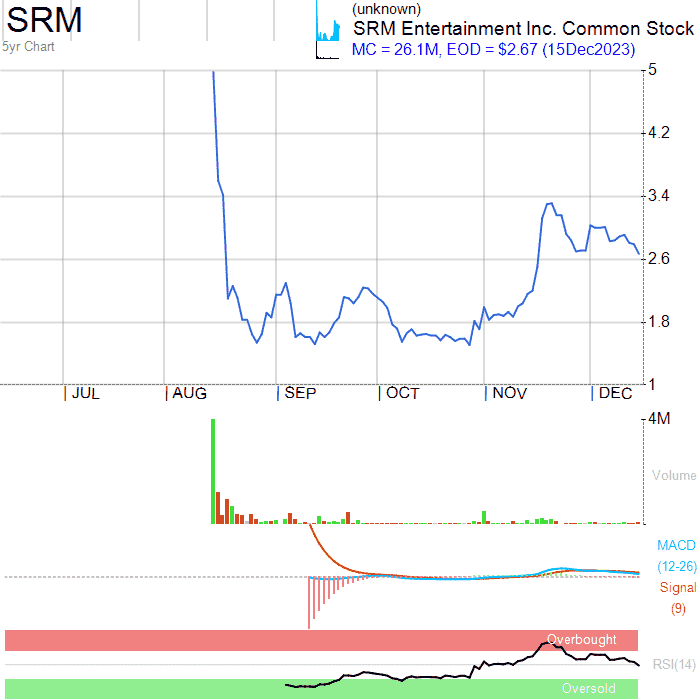 SRM
5yr Chart
(unknown)
SRM Entertainment Inc. Common Stock
MC = 26.1M, EOD = $2.67 (15Dec2023)
5
4.2
3.4
2.6
1.8
1
JUL AUG SEP OCT NOV DEC
4M
Volume
MACD
(12-26)
Signal
(9)
Overbought
RSI(14)
Oversold